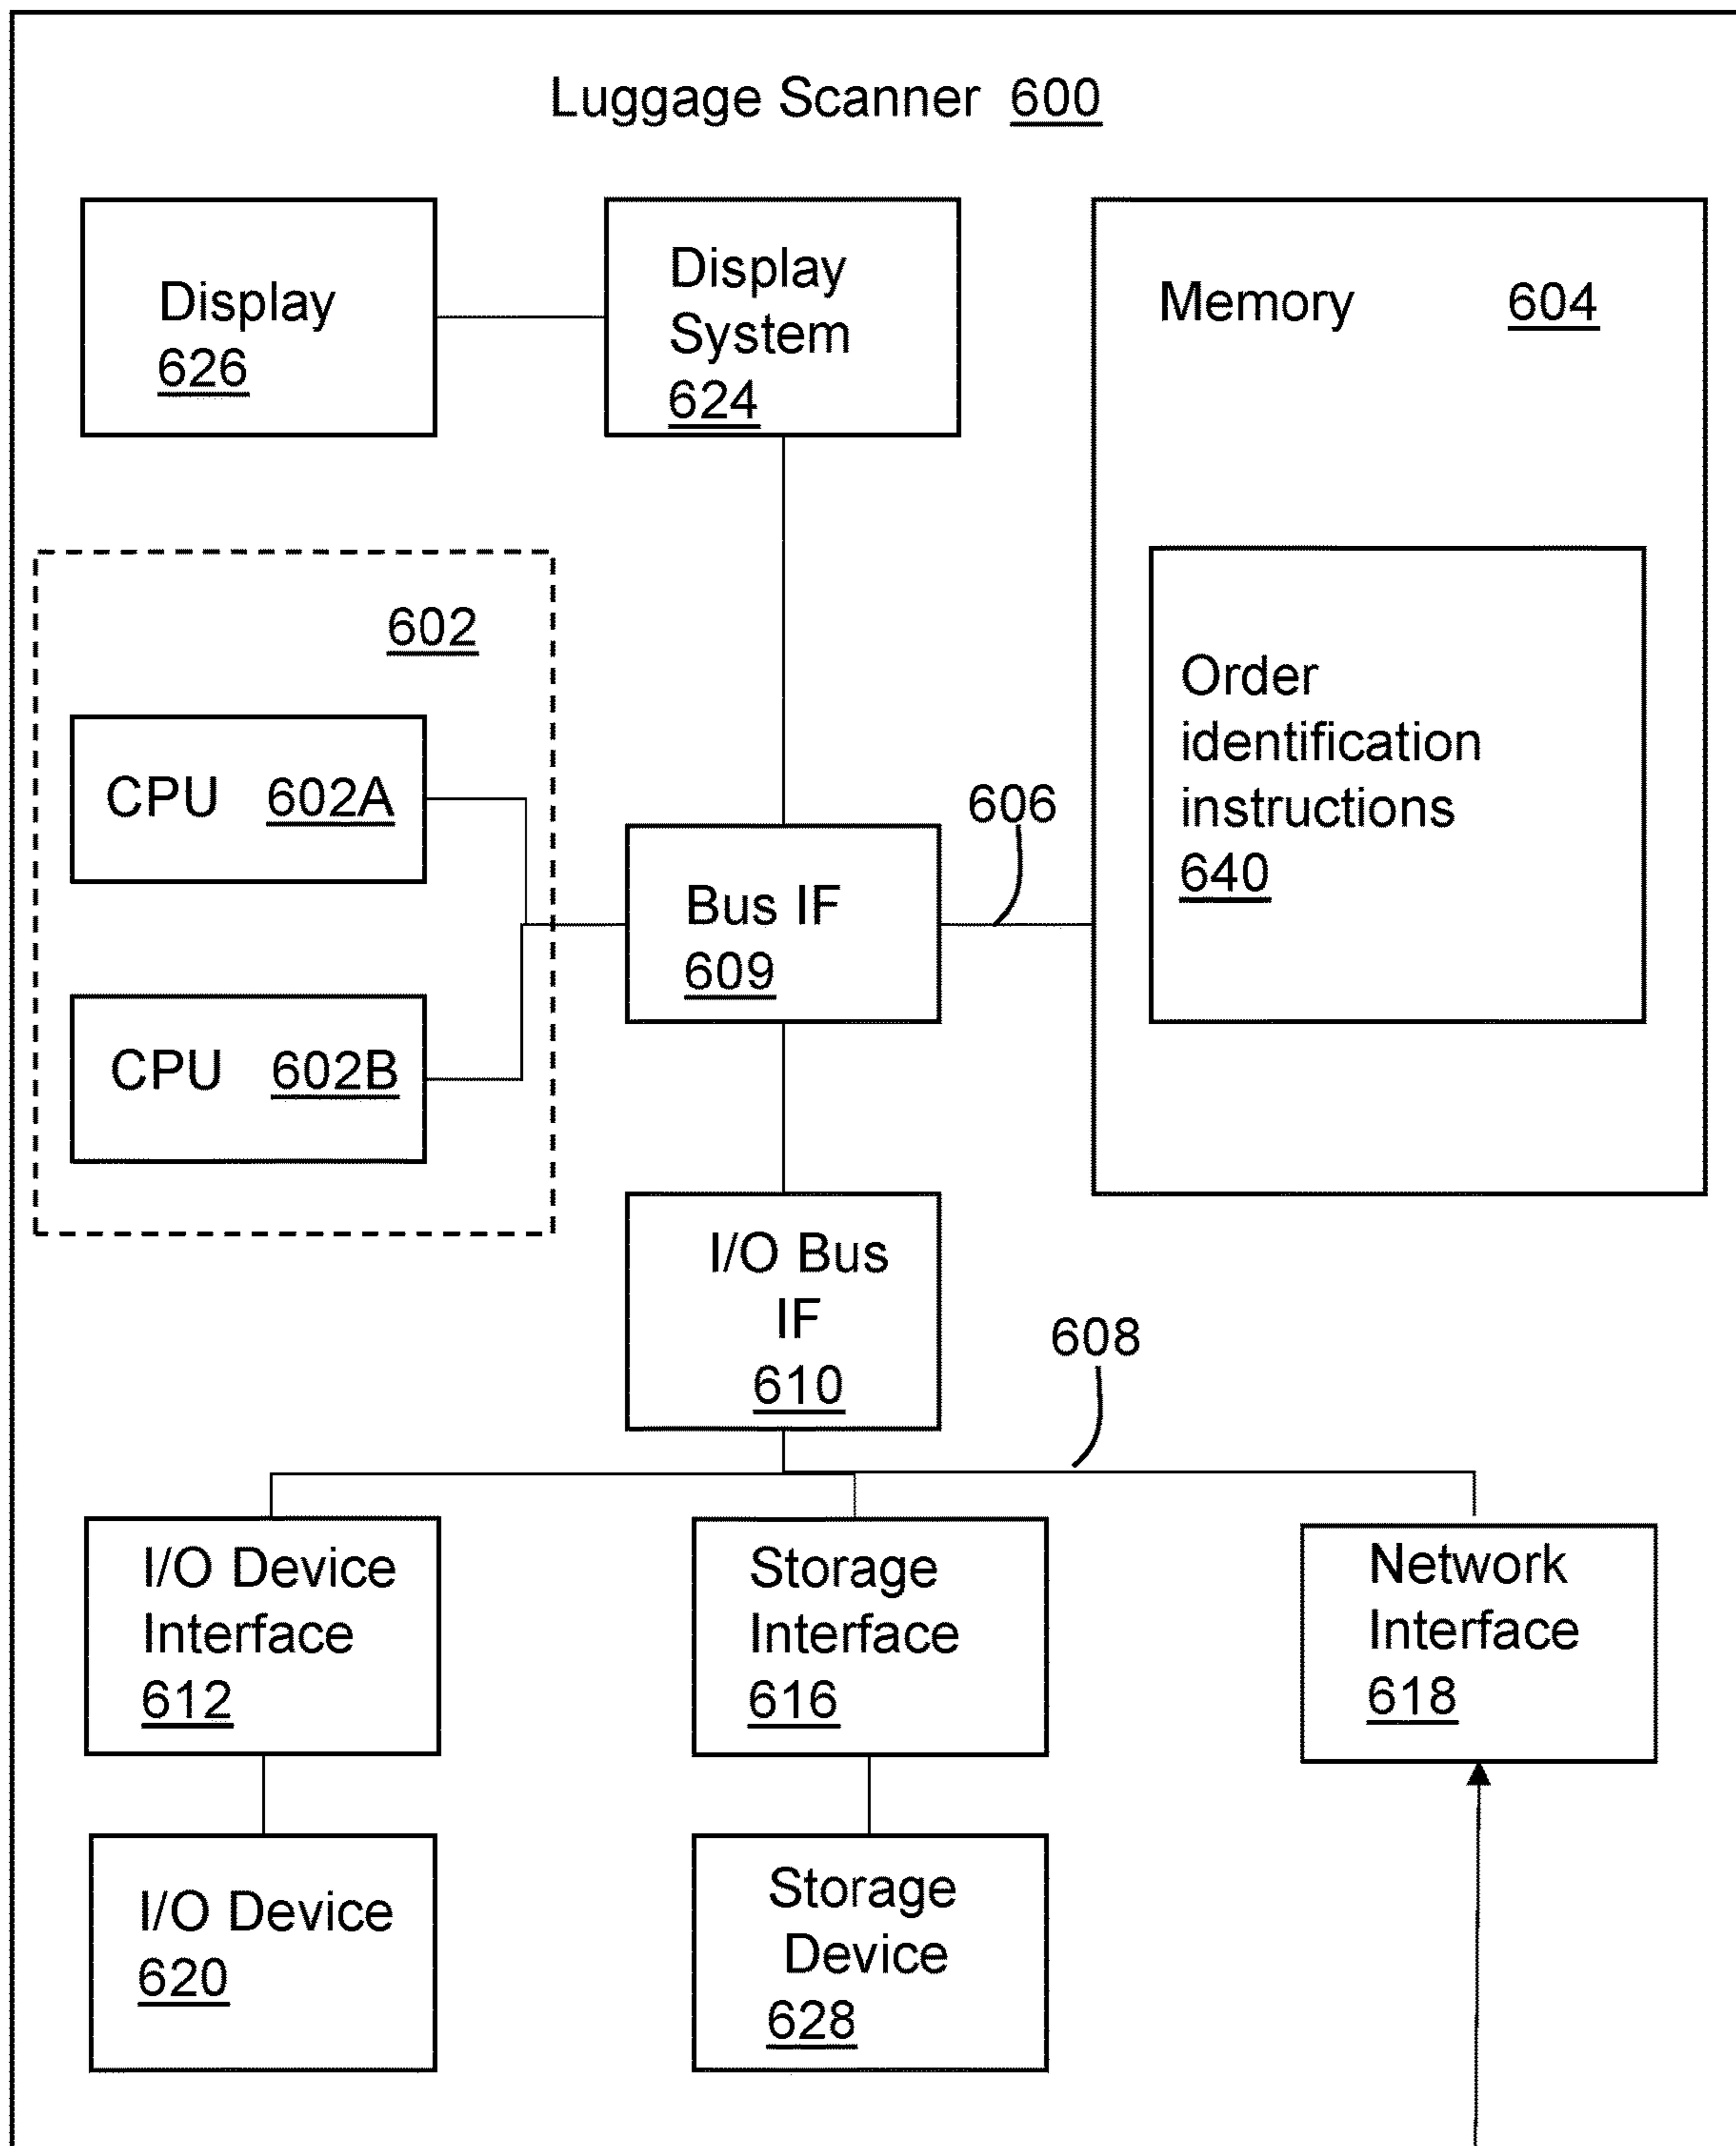 Luggage Scanner 600
Display
626
Display
System
624
Memory 604
602
CPU 602A
CPU 602B
Bus IF
609
606
Order
identification
instructions
640
I/O Bus
IF
610
608
I/O Device
Interface
612
Storage
Interface
616
Network
Interface
618
I/O Device
620
Storage
Device
628